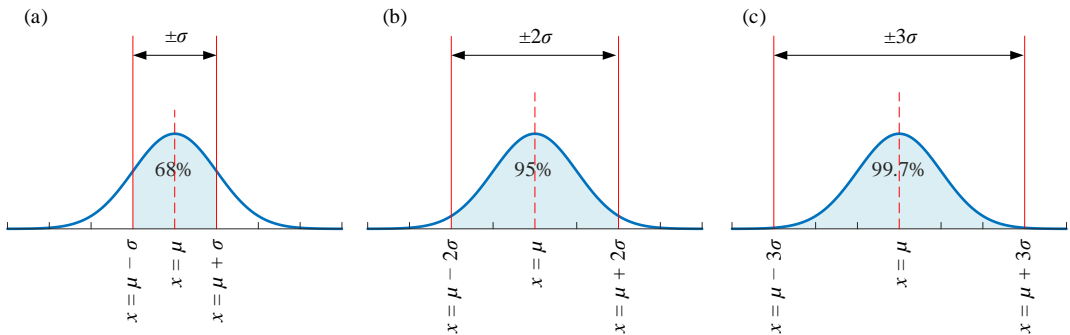 (a)
±σ
68%
x = μ − σ
x = μ
x = μ + σ
(b)
±2σ
95%
x = μ − 2σ
x = μ
x = μ + 2σ
(c)
±3σ
99.7%
x = μ − 3σ
x = μ
x = μ + 3σ